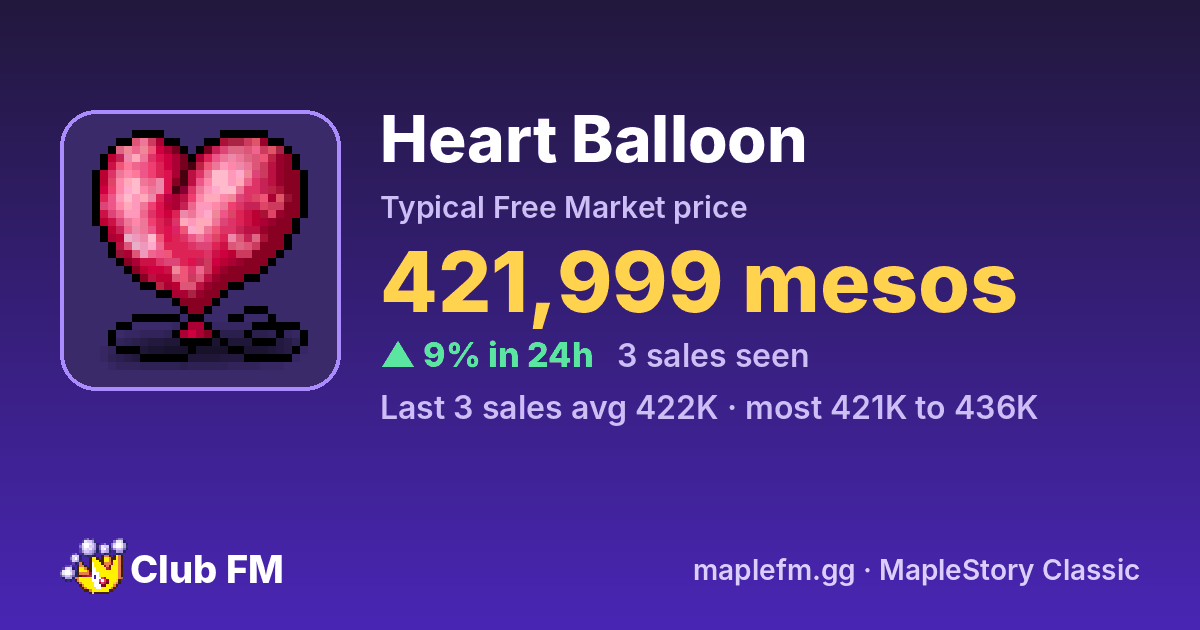 Heart Balloon
Typical Free Market price
421,999 mesos
▲ 9% in 24h 3 sales seen
Last 3 sales avg 422K · most 421K to 436K
Club FM
maplefm.gg · MapleStory Classic